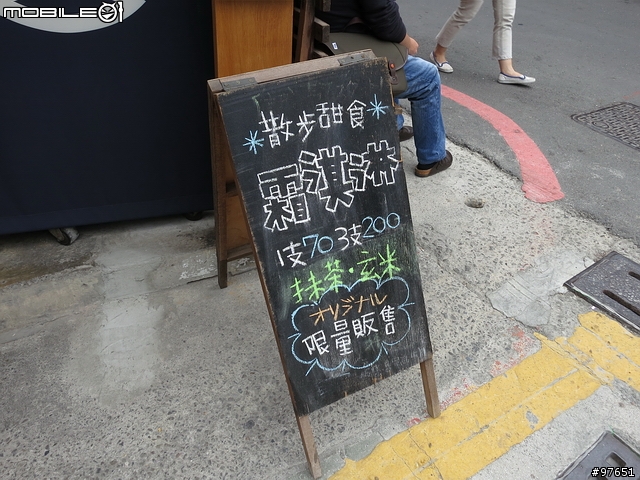 MOBILE01
散步甜食
霜淇淋
1支70 3支200
抹茶·玄米
オリジナル
限量販售
#97651